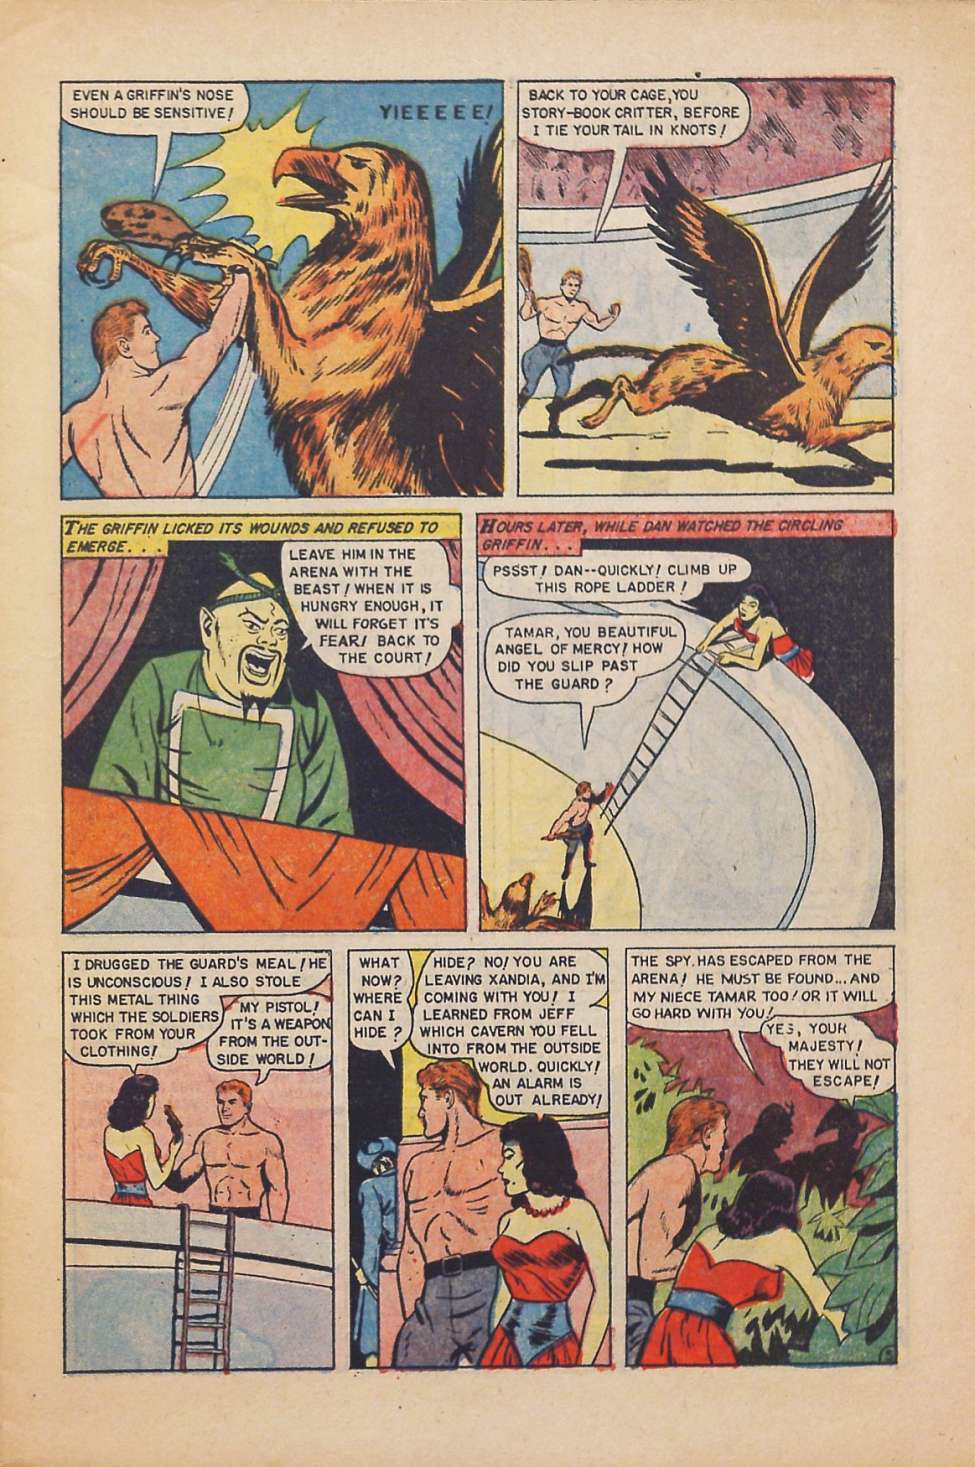 EVEN A GRIFFIN'S NOSE
SHOULD BE SENSITIVE!
YIEEEEE!
BACK TO YOUR CAGE, YOU
STORY-BOOK CRITTER, BEFORE
I TIE YOUR TAIL IN KNOTS!
THE GRIFFIN LICKED ITS WOUNDS AND REFUSED TO
EMERGE...
LEAVE HIM IN THE
ARENA WITH THE
BEAST! WHEN IT IS
HUNGRY ENOUGH, IT
WILL FORGET IT'S
FEAR! BACK TO
THE COURT!
HOURS LATER, WHILE DAN WATCHED THE CIRCLING
GRIFFIN...
PSSST! DAN--QUICKLY! CLIMB UP
THIS ROPE LADDER!
TAMAR, YOU BEAUTIFUL
ANGEL OF MERCY! HOW
DID YOU SLIP PAST
THE GUARD?
I DRUGGED THE GUARD'S MEAL! HE
IS UNCONSCIOUS! I ALSO STOLE
THIS METAL THING
WHICH THE SOLDIERS
TOOK FROM YOUR
CLOTHING!
MY PISTOL!
IT'S A WEAPON
FROM THE OUT-
SIDE WORLD!
WHAT
NOW?
WHERE
CAN I
HIDE?
HIDE? NO! YOU ARE
LEAVING XANDIA, AND I'M
COMING WITH YOU! I
LEARNED FROM JEFF
WHICH CAVERN YOU FELL
INTO FROM THE OUTSIDE
WORLD. QUICKLY!
AN ALARM IS
OUT ALREADY!
THE SPY HAS ESCAPED FROM THE
ARENA! HE MUST BE FOUND...AND
MY NIECE TAMAR TOO! OR IT WILL
GO HARD WITH YOU!
YES, YOUR
MAJESTY!
THEY WILL NOT
ESCAPE!